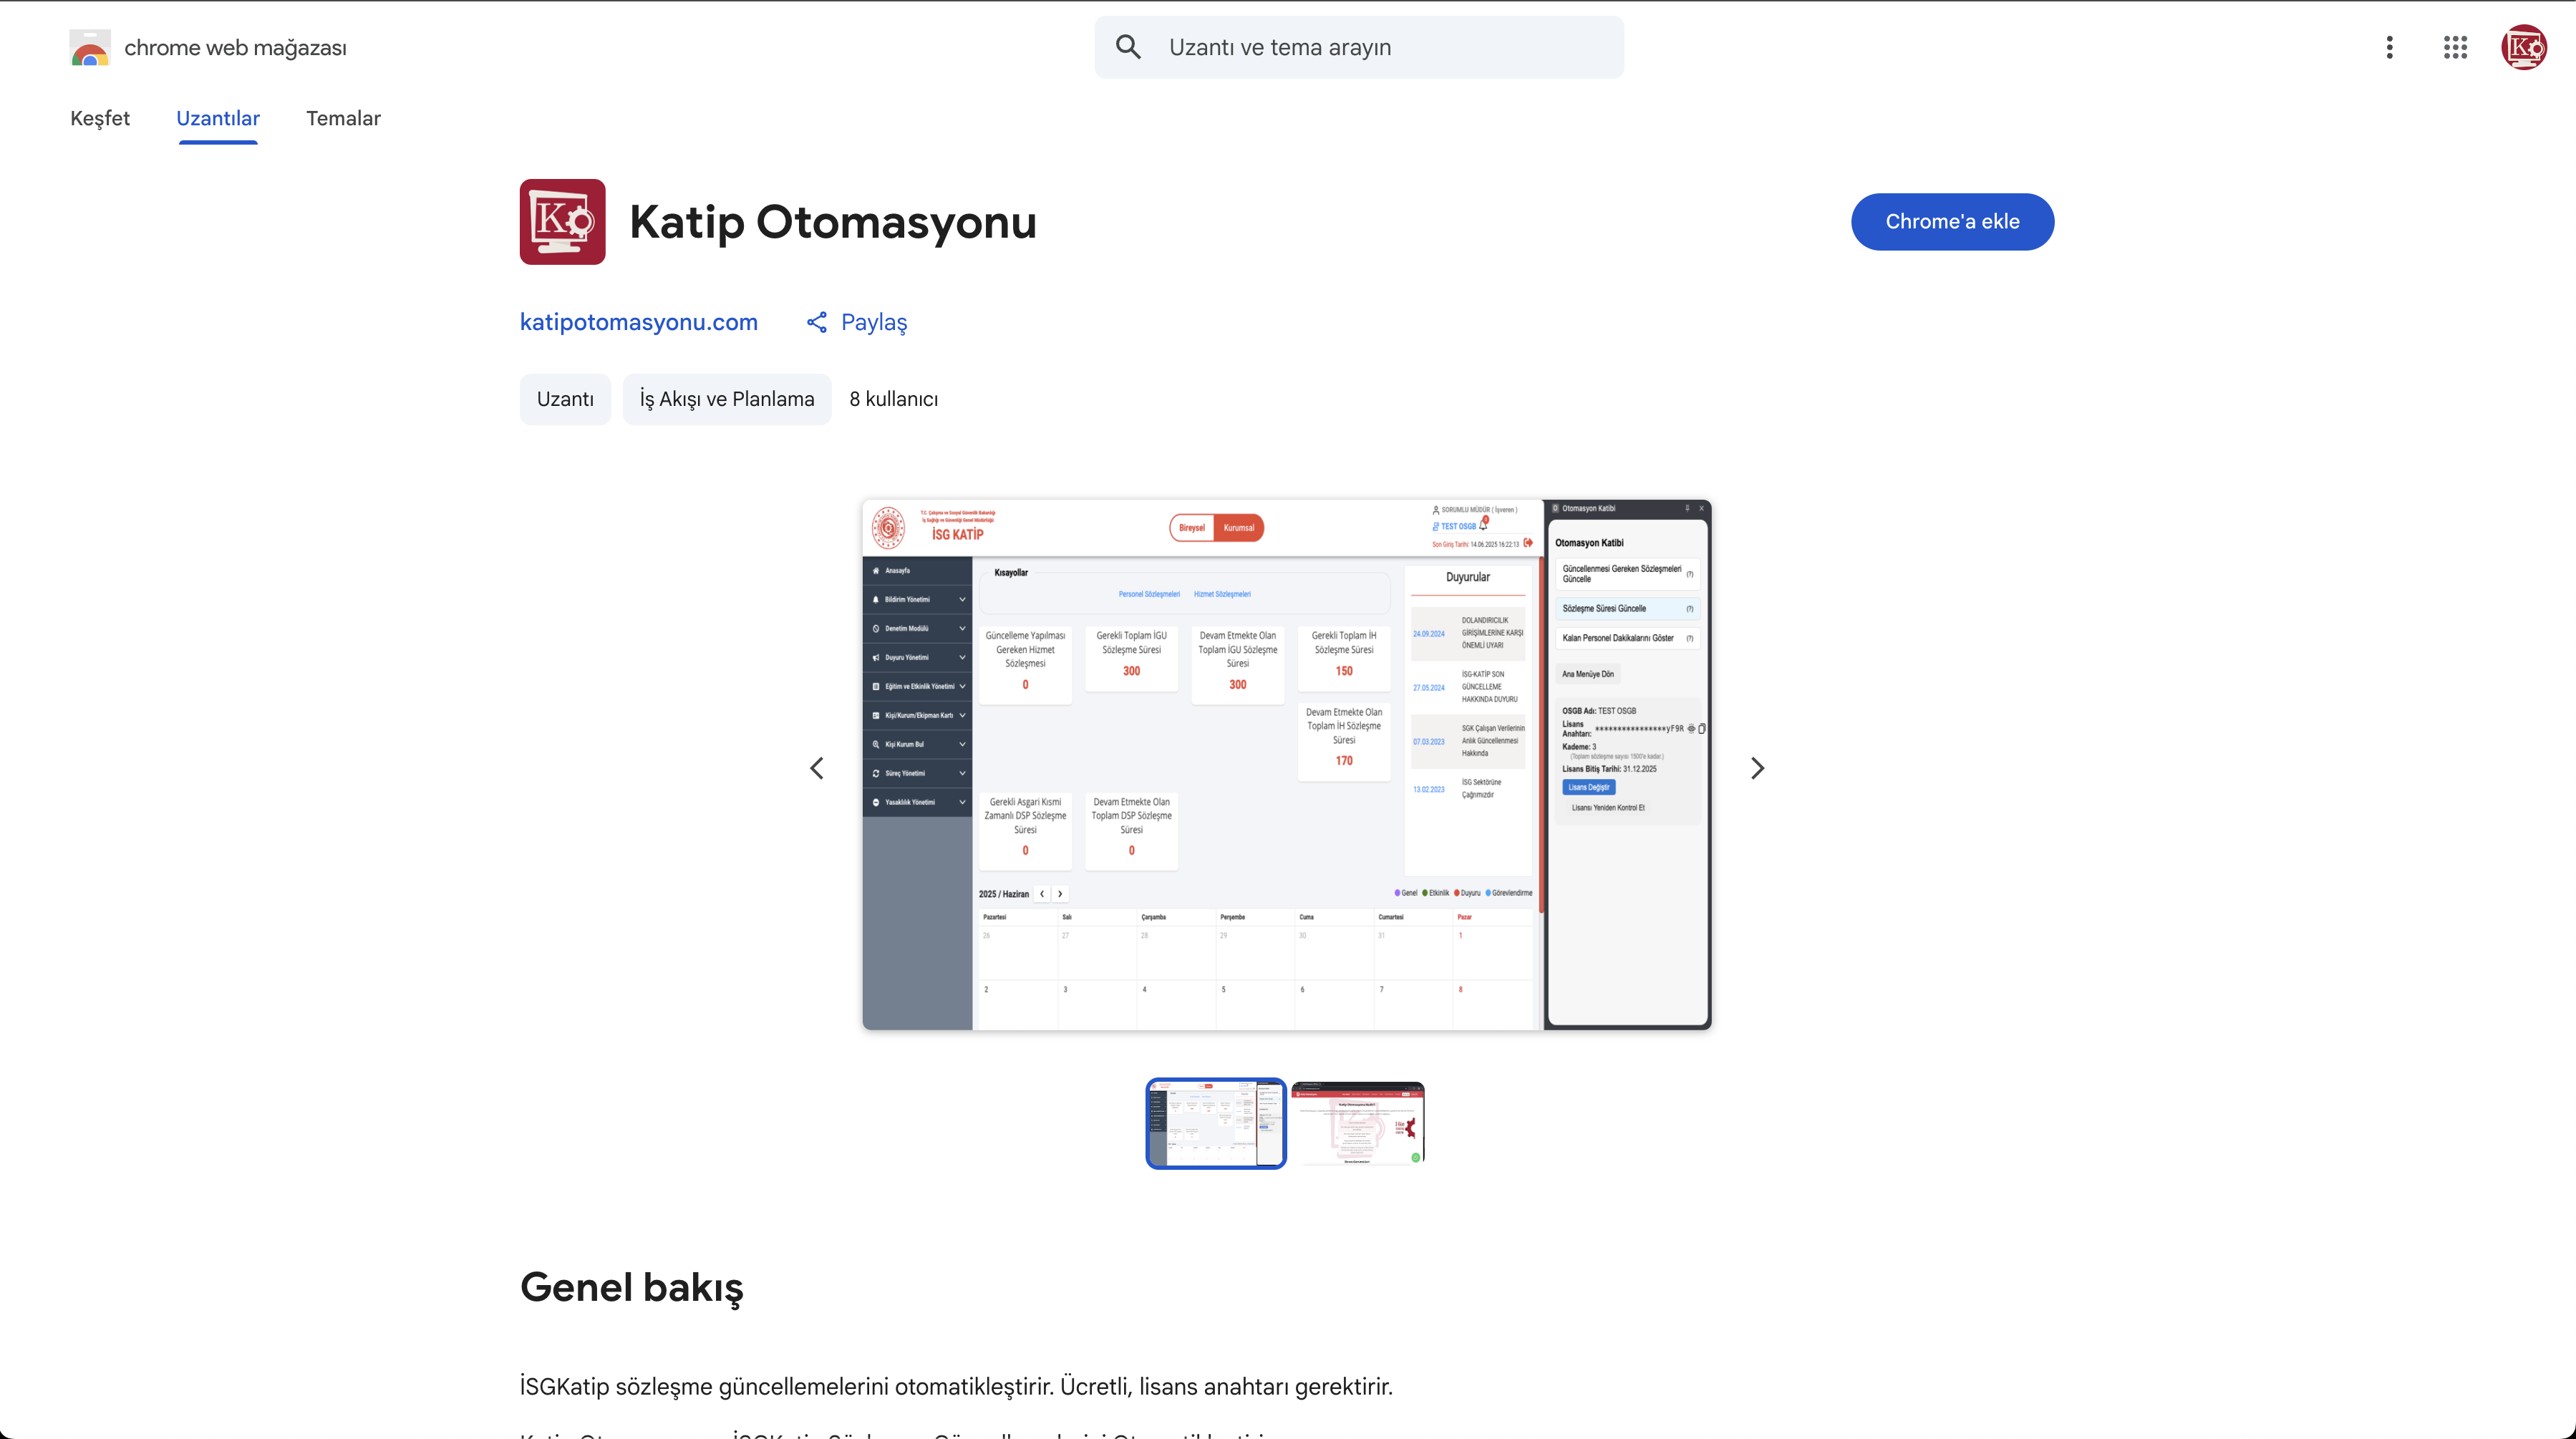 chrome web mağazası
Uzantı ve tema arayın
Keşfet
Uzantılar
Temalar
Katip Otomasyonu
Chrome'a ekle
katipotomasyonu.com
Paylaş
Uzantı
İş Akışı ve Planlama
8 kullanıcı
T.C. Çalışma ve Sosyal Güvenlik Bakanlığı
İş Sağlığı ve Güvenliği Genel Müdürlüğü
İSG KATİP
Bireysel
Kurumsal
SORUMLU MÜDÜR ( İşveren )
TEST OSGB
Son Giriş Tarihi: 14.06.2025 16:22:13
Anasayfa
Bildirim Yönetimi
Denetim Modülü
Duyuru Yönetimi
Eğitim ve Etkinlik Yönetimi
Kişi/Kurum/Ekipman Kartı
Kişi Kurum Bul
Süreç Yönetimi
Yasaklılık Yönetimi
Kısayollar
Personel Sözleşmeleri
Hizmet Sözleşmeleri
Güncelleme Yapılması
Gereken Hizmet
Sözleşmesi
0
Gerekli Toplam İGU
Sözleşme Süresi
300
Devam Etmekte Olan
Toplam İGU Sözleşme
Süresi
300
Gerekli Toplam İH
Sözleşme Süresi
150
Devam Etmekte Olan
Toplam İH Sözleşme
Süresi
170
Gerekli Asgari Kısmi
Zamanlı DSP Sözleşme
Süresi
0
Devam Etmekte Olan
Toplam DSP Sözleşme
Süresi
0
Duyurular
24.09.2024
DOLANDIRICILIK
GİRİŞİMLERİNE KARŞI
ÖNEMLİ UYARI
27.05.2024
İSG-KATİP SON
GÜNCELLEME
HAKKINDA DUYURU
07.03.2023
SGK Çalışan Verilerinin
Anlık Güncellenmesi
Hakkında
13.02.2023
İSG Sektörüne
Çağrımızdır
2025 / Haziran
Genel
Etkinlik
Duyuru
Görevlendirme
Pazartesi
Salı
Çarşamba
Perşembe
Cuma
Cumartesi
Pazar
26
27
28
29
30
31
1
2
3
4
5
6
7
8
Otomasyon Katibi
Otomasyon Katibi
Güncellenmesi Gereken Sözleşmeleri
Güncelle
(?)
Sözleşme Süresi Güncelle
(?)
Kalan Personel Dakikalarını Göster
(?)
Ana Menüye Dön
OSGB Adı: TEST OSGB
Lisans
Anahtarı: ****************yF9R
Kademe: 3
(Toplam sözleşme sayısı 1500'e kadar.)
Lisans Bitiş Tarihi: 31.12.2025
Lisans Değiştir
Lisansı Yeniden Kontrol Et
Genel bakış
İSGKatip sözleşme güncellemelerini otomatikleştirir. Ücretli, lisans anahtarı gerektirir.